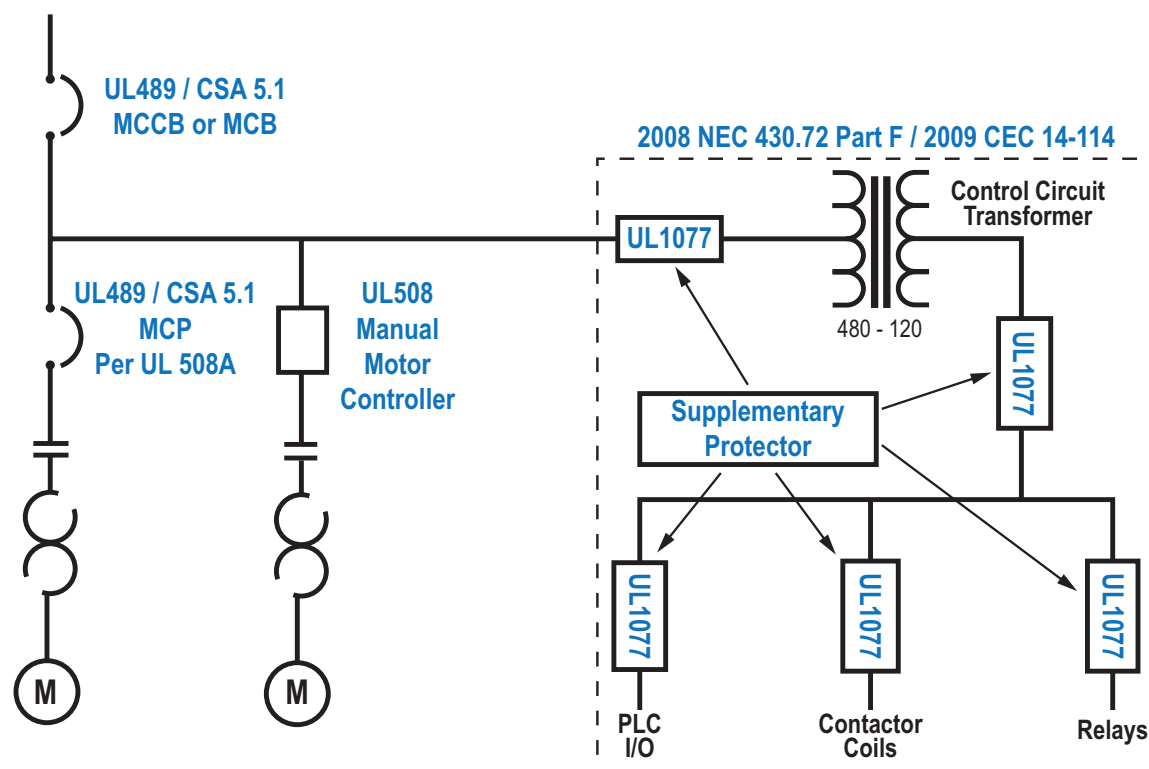 UL489 / CSA 5.1
MCCB or MCB
2008 NEC 430.72 Part F / 2009 CEC 14-114
Control Circuit
Transformer
UL1077
480 - 120
UL489 / CSA 5.1
MCP
Per UL 508A
UL508
Manual
Motor
Controller
UL1077
Supplementary
Protector
UL1077
UL1077
UL1077
M
M
PLC
I/O
Contactor
Coils
Relays